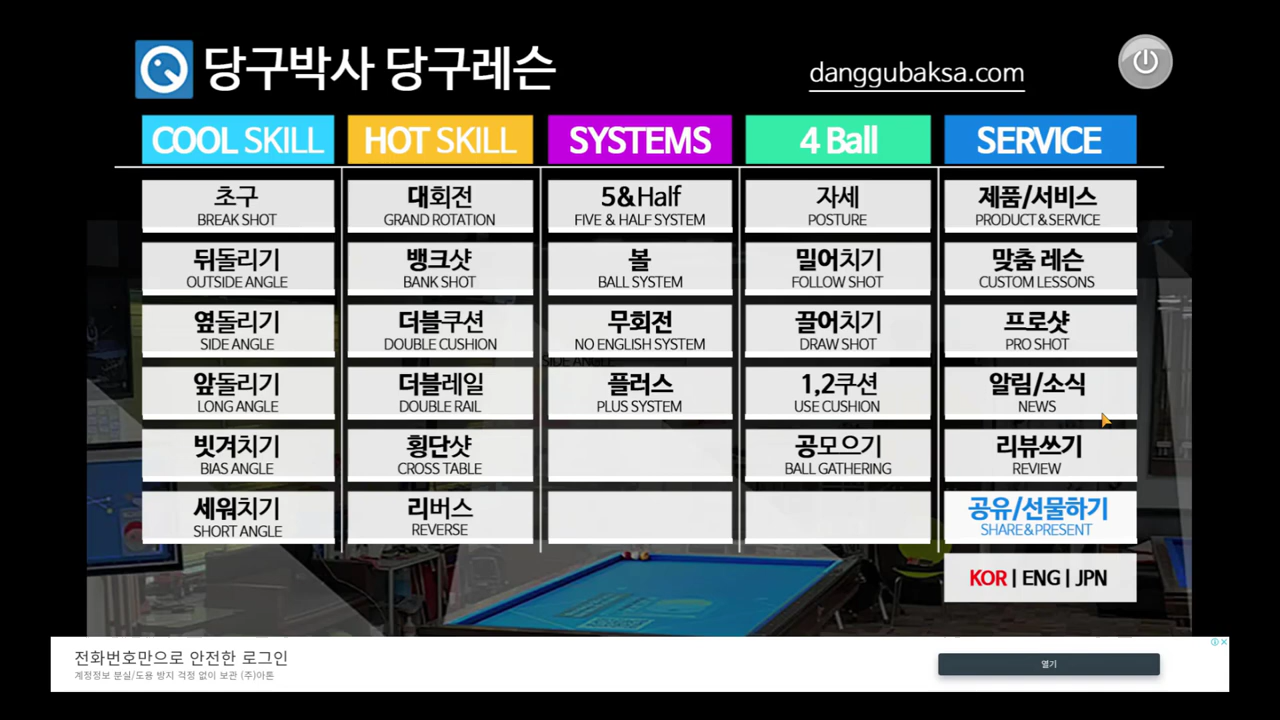 당구박사 당구레슨
danggubaksa.com
COOL SKILL
HOT SKILL
SYSTEMS
4 Ball
SERVICE
초구
BREAK SHOT
대회전
GRAND ROTATION
5&Half
FIVE & HALF SYSTEM
자세
POSTURE
제품/서비스
PRODUCT & SERVICE
뒤돌리기
OUTSIDE ANGLE
뱅크샷
BANK SHOT
볼
BALL SYSTEM
밀어치기
FOLLOW SHOT
맞춤 레슨
CUSTOM LESSONS
옆돌리기
SIDE ANGLE
더블쿠션
DOUBLE CUSHION
무회전
NO ENGLISH SYSTEM
끌어치기
DRAW SHOT
프로샷
PRO SHOT
SIDE ANGLE
앞돌리기
LONG ANGLE
더블레일
DOUBLE RAIL
플러스
PLUS SYSTEM
1,2쿠션
USE CUSHION
알림/소식
NEWS
빗겨치기
BIAS ANGLE
횡단샷
CROSS TABLE
공모으기
BALL GATHERING
리뷰쓰기
REVIEW
세워치기
SHORT ANGLE
리버스
REVERSE
공유/선물하기
SHARE&PRESENT
KOR | ENG | JPN
전화번호만으로 안전한 로그인
계정정보 분실/도용 방지 걱정 없이 보관 (주)아톤
열기